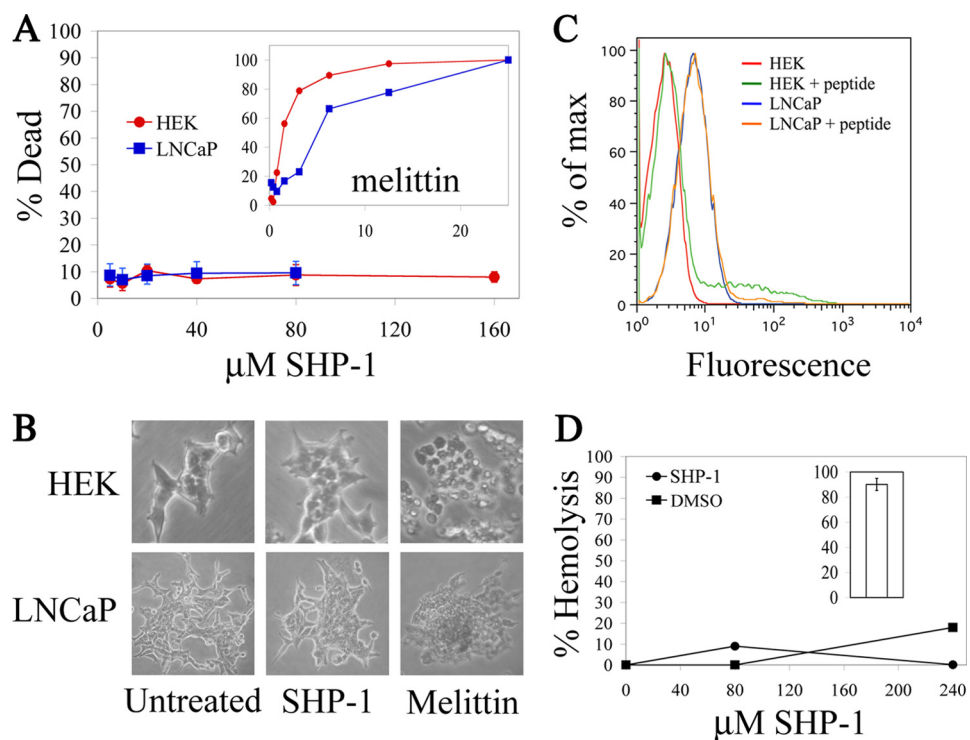 A
% Dead
100
90
80
70
60
50
40
30
20
10
0
HEK
LNCaP
100
80
60
40
20
0
melittin
0
10
20
0
40
80
120
160
μM SHP-1
C
% of max
100
80
60
40
20
0
HEK
HEK + peptide
LNCaP
LNCaP + peptide
10⁰
10¹
10²
10³
10⁴
Fluorescence
B
HEK
LNCaP
Untreated
SHP-1
Melittin
D
% Hemolysis
100
90
80
70
60
50
40
30
20
10
0
SHP-1
DMSO
100
80
60
80
20
0
0
40
80
120
160
200
240
μM SHP-1